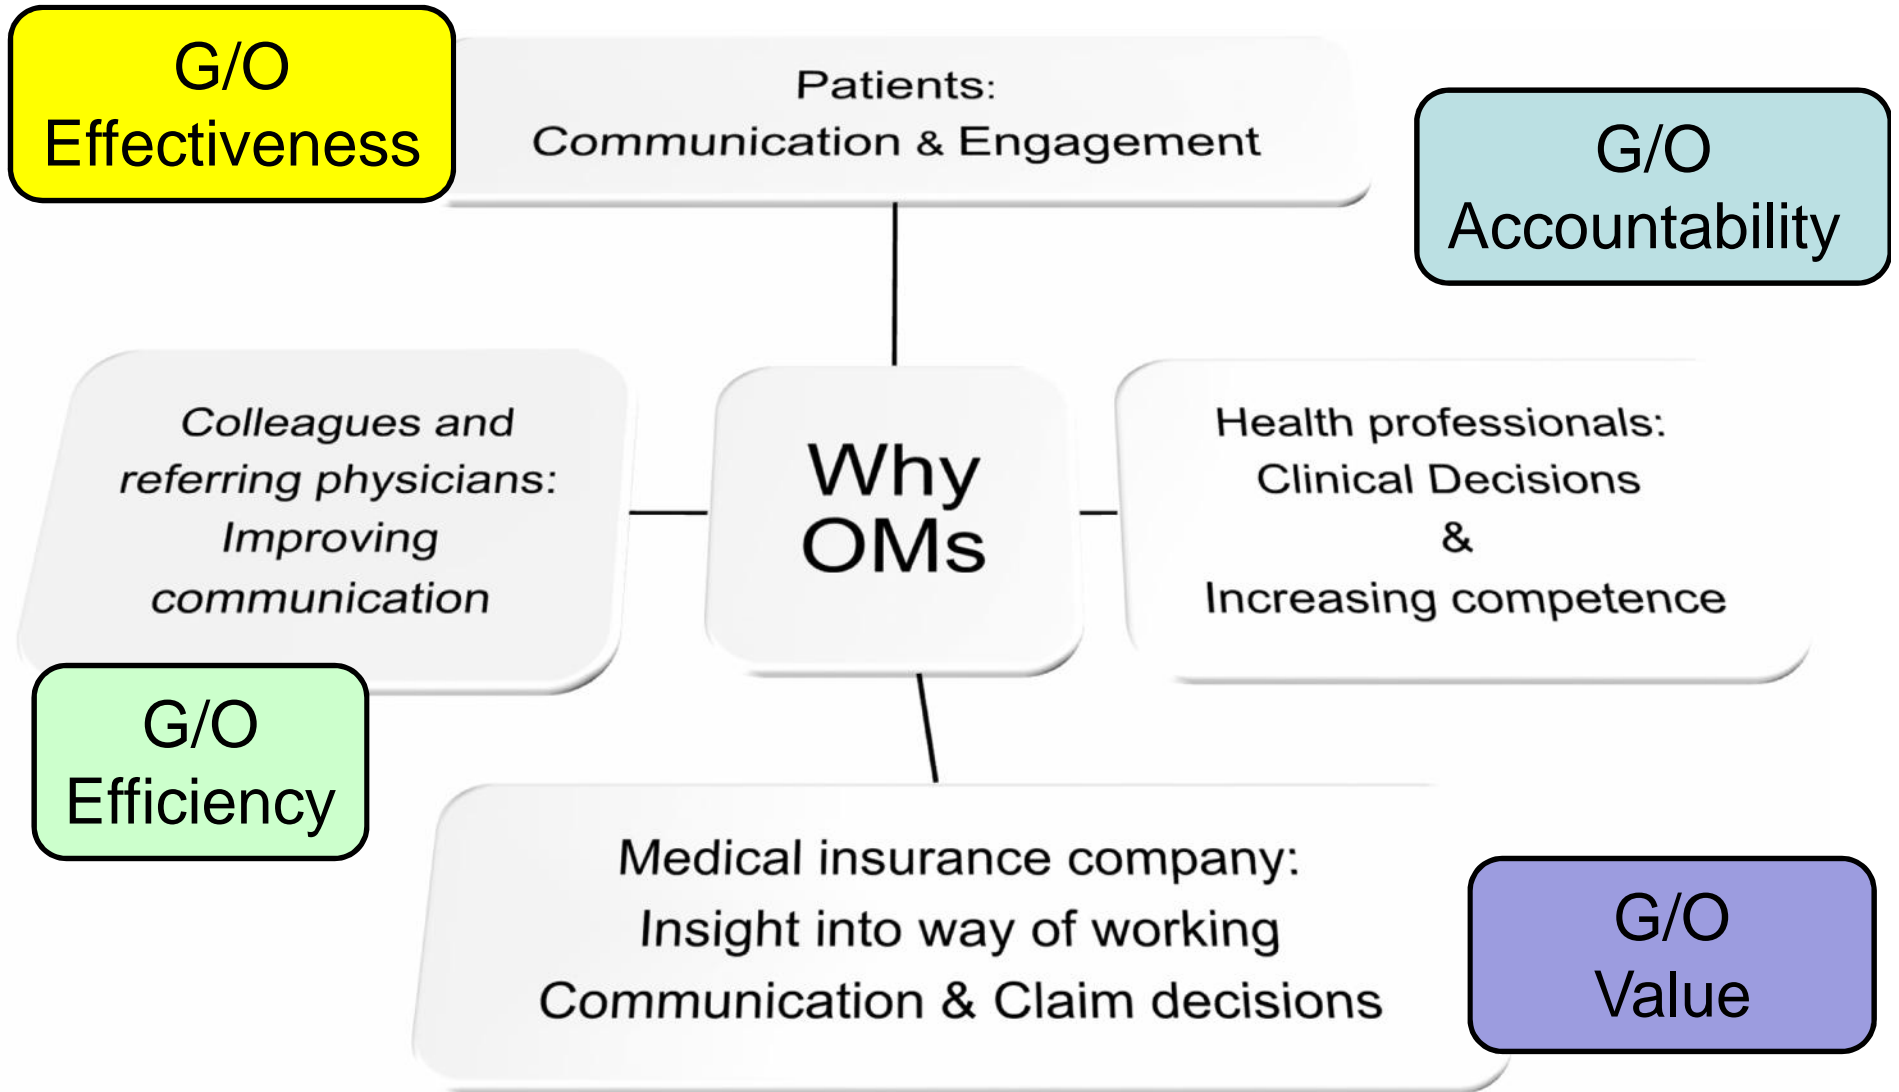 G/O
Effectiveness
Patients:
Communication & Engagement
G/O
Accountability
Colleagues and
referring physicians:
Improving
communication
Why
OMs
Health professionals:
Clinical Decisions
&
Increasing competence
G/O
Efficiency
Medical insurance company:
Insight into way of working
Communication & Claim decisions
G/O
Value